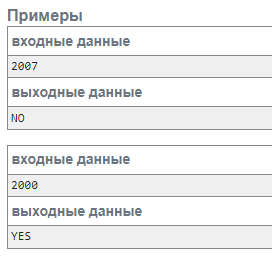 Примеры
входные данные
2007
выходные данные
NO
входные данные
2000
выходные данные
YES